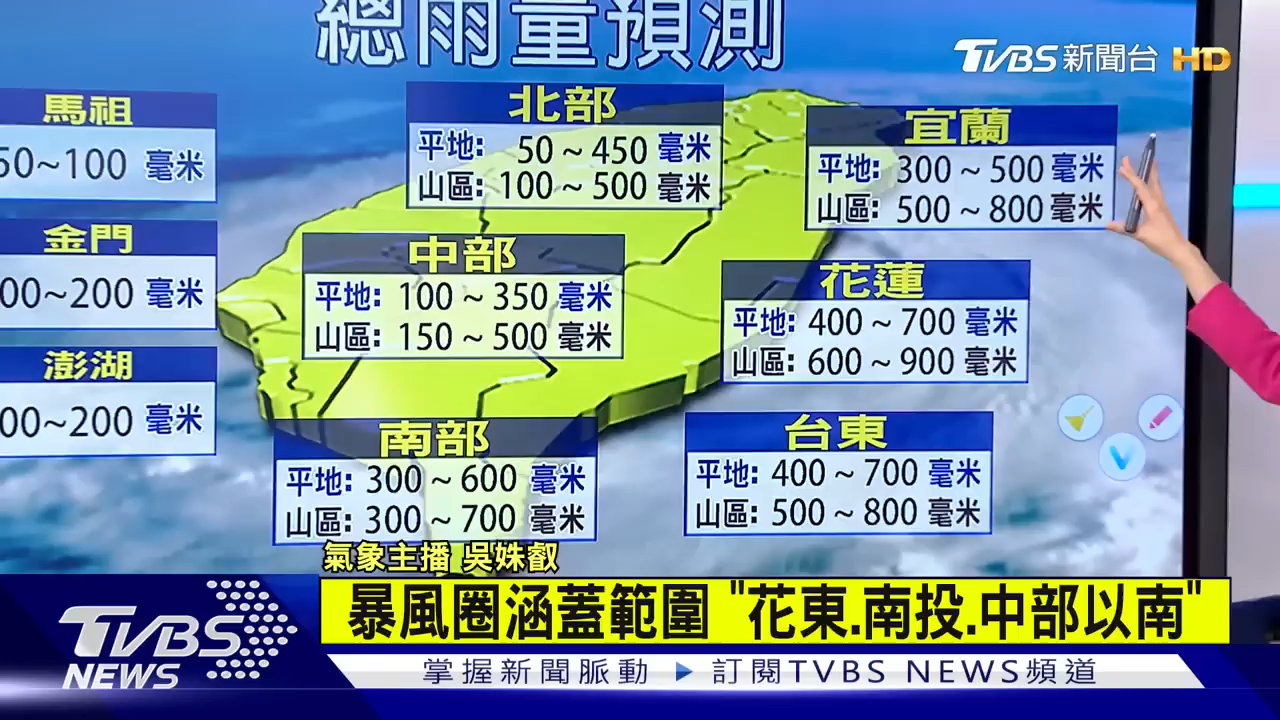 總雨量預測
TVBS新聞台 HD
馬祖
50~100 毫米
金門
00~200 毫米
澎湖
00~200 毫米
北部
平地: 50~450 毫米
山區: 100~500 毫米
宜蘭
平地: 300~500 毫米
山區: 500~800 毫米
中部
平地: 100~350 毫米
山區: 150~500 毫米
花蓮
平地: 400~700 毫米
山區: 600~900 毫米
南部
平地: 300~600 毫米
山區: 300~700 毫米
台東
平地: 400~700 毫米
山區: 500~800 毫米
氣象主播 吳姝叡
暴風圈涵蓋範圍 "花東.南投.中部以南"
TVBS NEWS
掌握新聞脈動 ▶ 訂閱TVBS NEWS頻道